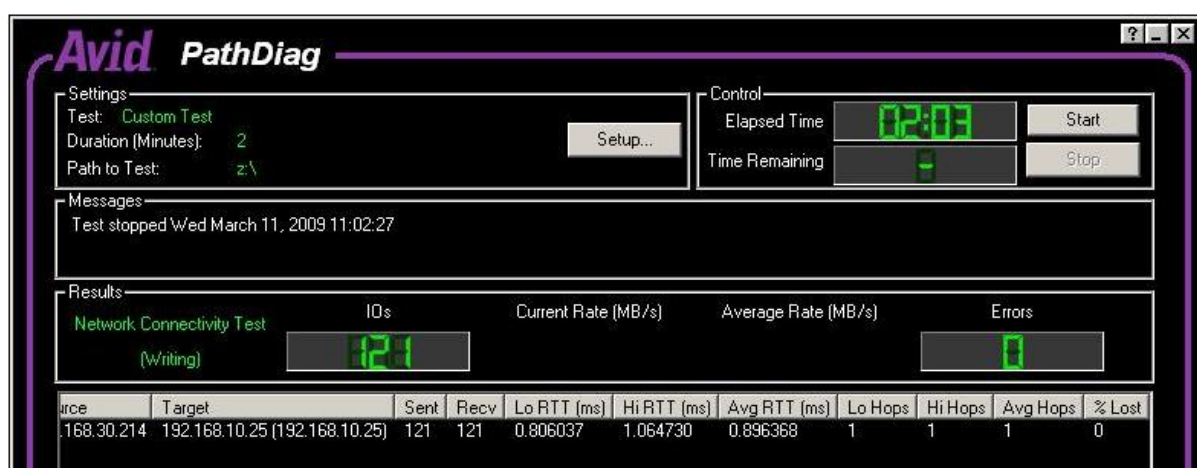 Avid PathDiag
? _ X
Settings
Test: Custom Test
Duration (Minutes): 2
Path to Test: z:\
Setup...
Control
Elapsed Time 02:03
Start
Time Remaining -
Stop
Messages
Test stopped Wed March 11, 2009 11:02:27
Results
Network Connectivity Test
(Writing)
IOs Current Rate (MB/s) Average Rate (MB/s) Errors
121 0
urce Target Sent Recv Lo RTT (ms) Hi RTT (ms) Avg RTT (ms) Lo Hops Hi Hops Avg Hops % Lost
.168.30.214 192.168.10.25 (192.168.10.25) 121 121 0.806037 1.064730 0.896368 1 1 1 0